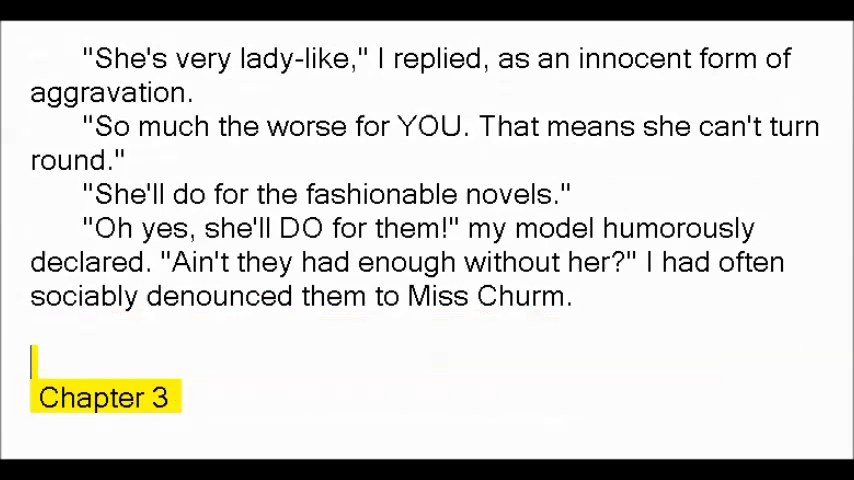 "She's very lady-like," I replied, as an innocent form of
aggravation.
"So much the worse for YOU. That means she can't turn
round."
"She'll do for the fashionable novels."
"Oh yes, she'll DO for them!" my model humorously
declared. "Ain't they had enough without her?" I had often
sociably denounced them to Miss Churm.
Chapter 3